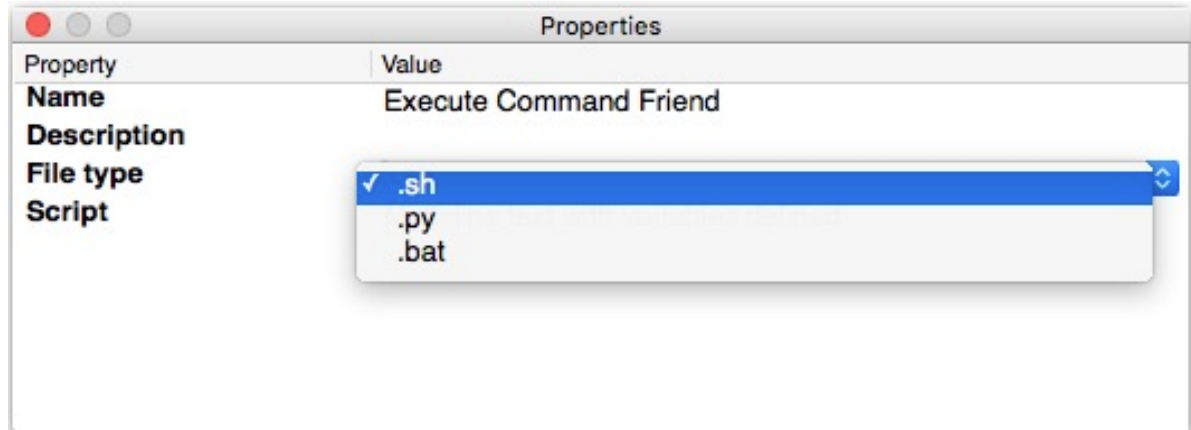 Properties
Property Value
Name Execute Command Friend
Description
File type
✓ .sh
Script
.py
.bat